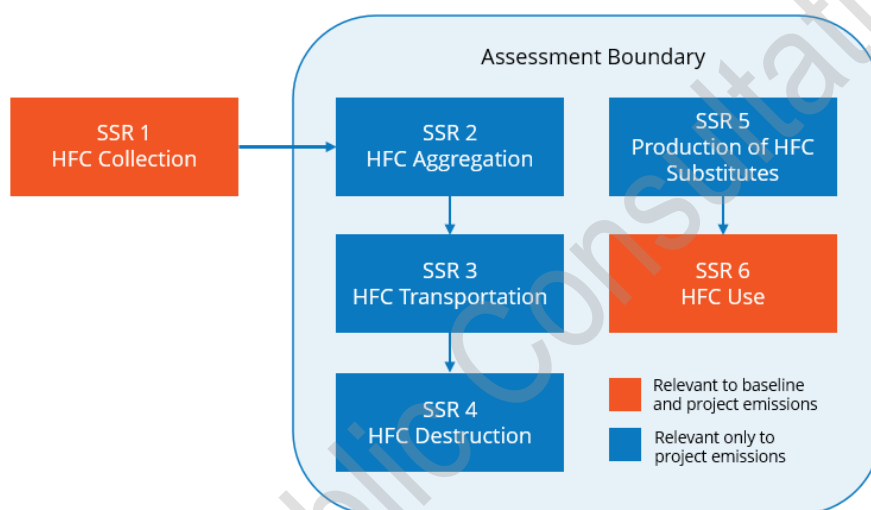 Assessment Boundary
SSR 1
HFC Collection
SSR 2
HFC Aggregation
SSR 5
Production of HFC
Substitutes
SSR 3
HFC Transportation
SSR 6
HFC Use
SSR 4
HFC Destruction
Relevant to baseline
and project emissions
Relevant only to
project emissions
blic Consultati